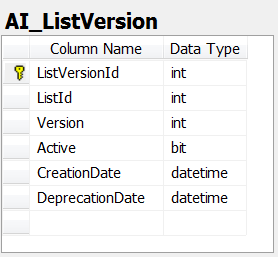 AI_ListVersion
Column Name Data Type
ListVersionId int
ListId int
Version int
Active bit
CreationDate datetime
DeprecationDate datetime